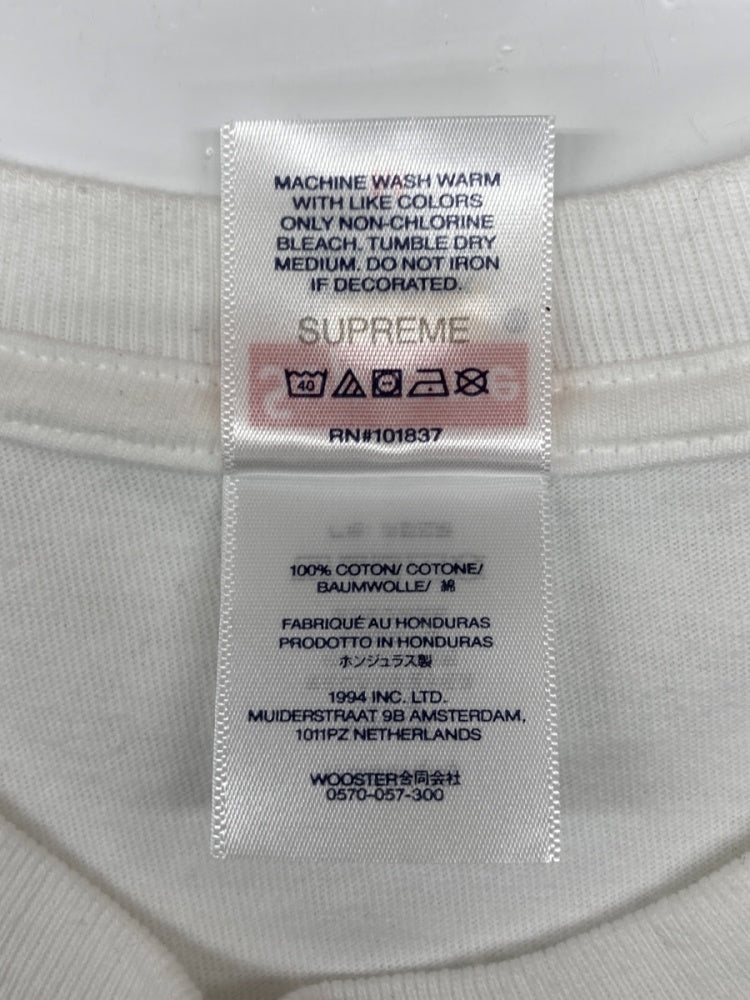 MACHINE WASH WARM
WITH LIKE COLORS
ONLY NON-CHLORINE
BLEACH. TUMBLE DRY
MEDIUM. DO NOT IRON
IF DECORATED.
SUPREME
40
RN#101837
100% COTON/ COTONE/
BAUMWOLLE/ 綿
FABRIQUÉ AU HONDURAS
PRODOTTO IN HONDURAS
ホンジュラス製
1994 INC. LTD.
MUIDERSTRAAT 9B AMSTERDAM,
1011PZ NETHERLANDS
WOOSTER合同会社
0570-057-300